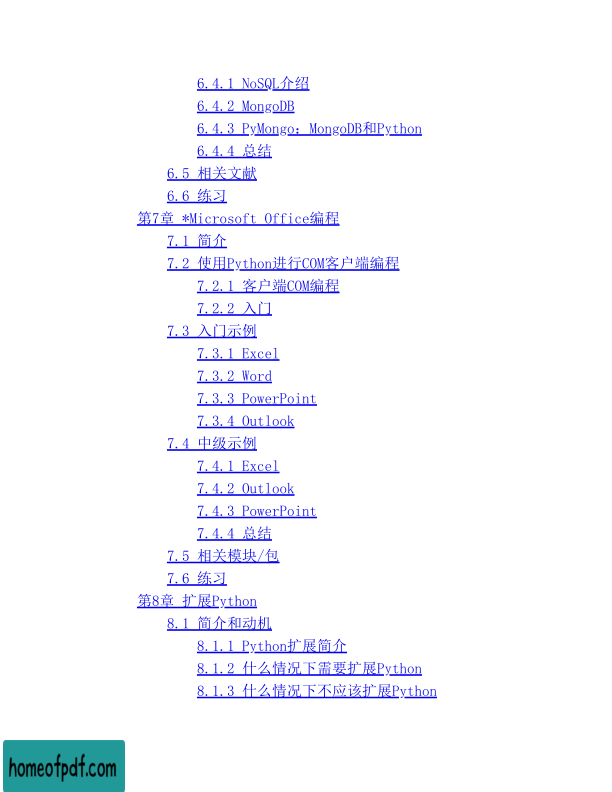 6.4.1 NoSQL介绍
6.4.2 MongoDB
6.4.3 PyMongo：MongoDB和Python
6.4.4 总结
6.5 相关文献
6.6 练习
第7章 *Microsoft Office编程
7.1 简介
7.2 使用Python进行COM客户端编程
7.2.1 客户端COM编程
7.2.2 入门
7.3 入门示例
7.3.1 Excel
7.3.2 Word
7.3.3 PowerPoint
7.3.4 Outlook
7.4 中级示例
7.4.1 Excel
7.4.2 Outlook
7.4.3 PowerPoint
7.4.4 总结
7.5 相关模块/包
7.6 练习
第8章 扩展Python
8.1 简介和动机
8.1.1 Python扩展简介
8.1.2 什么情况下需要扩展Python
8.1.3 什么情况下不应该扩展Python
homeofpdf.com